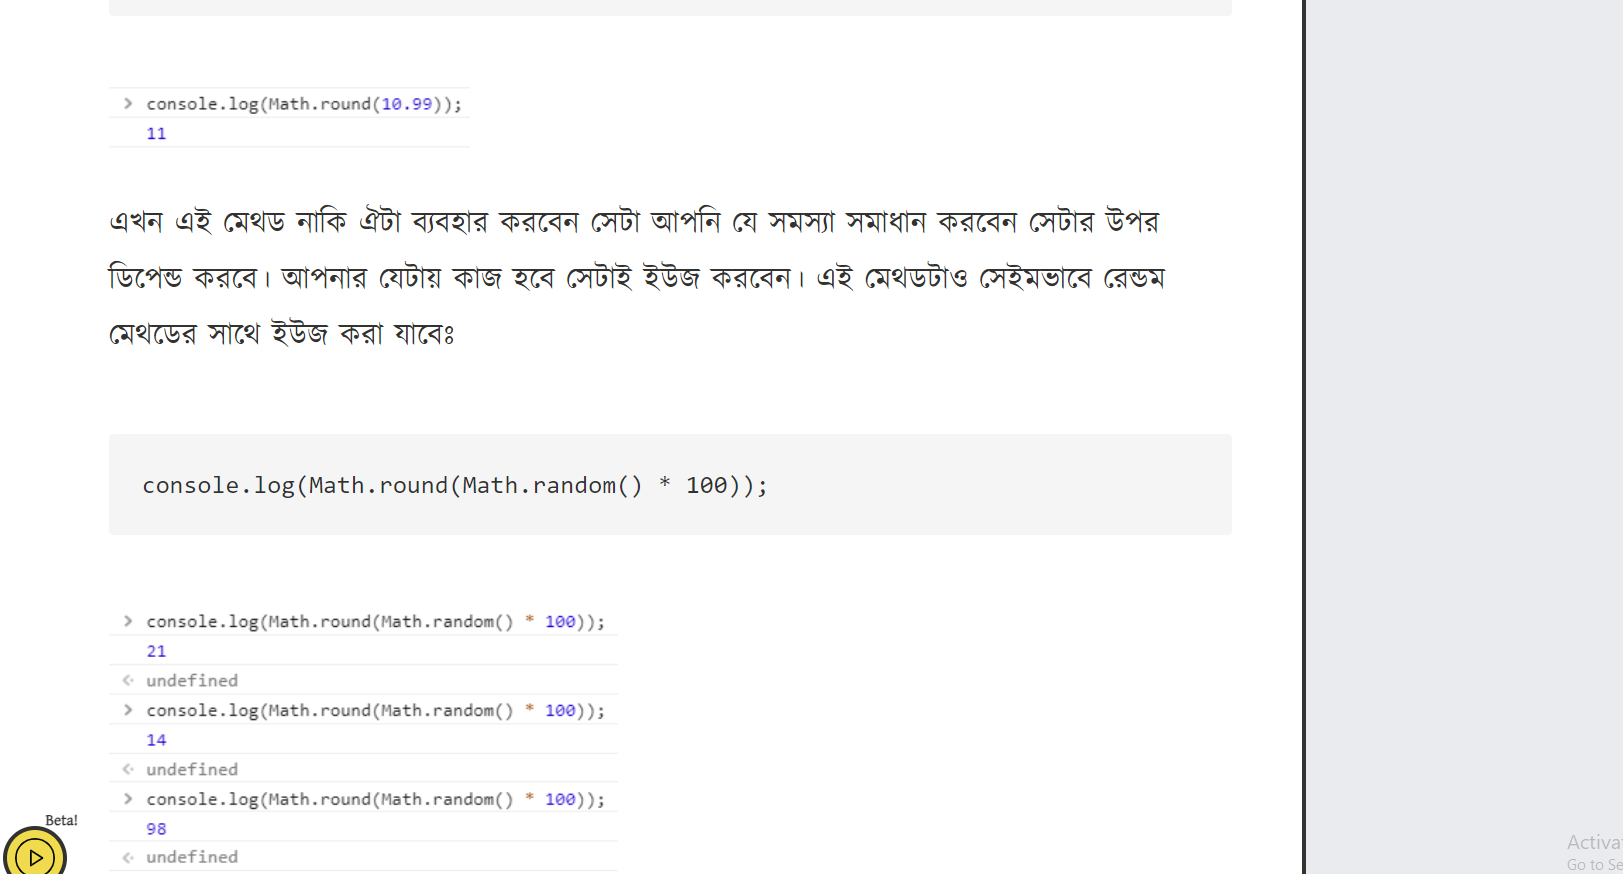 > console.log(Math.round(10.99));
11
এখন এই মেথড নাকি ঐটা ব্যবহার করবেন সেটা আপনি যে সমস্যা সমাধান করবেন সেটার উপর
ডিপেন্ড করবে। আপনার যেটায় কাজ হবে সেটাই ইউজ করবেন। এই মেথডটাও সেইমভাবে রেন্ডম
মেথডের সাথে ইউজ করা যাবেঃ
console.log(Math.round(Math.random() * 100));
> console.log(Math.round(Math.random() * 100));
21
undefined
> console.log(Math.round(Math.random() * 100));
14
undefined
> console.log(Math.round(Math.random() * 100));
98
undefined
Beta!
Activa
Go to Se